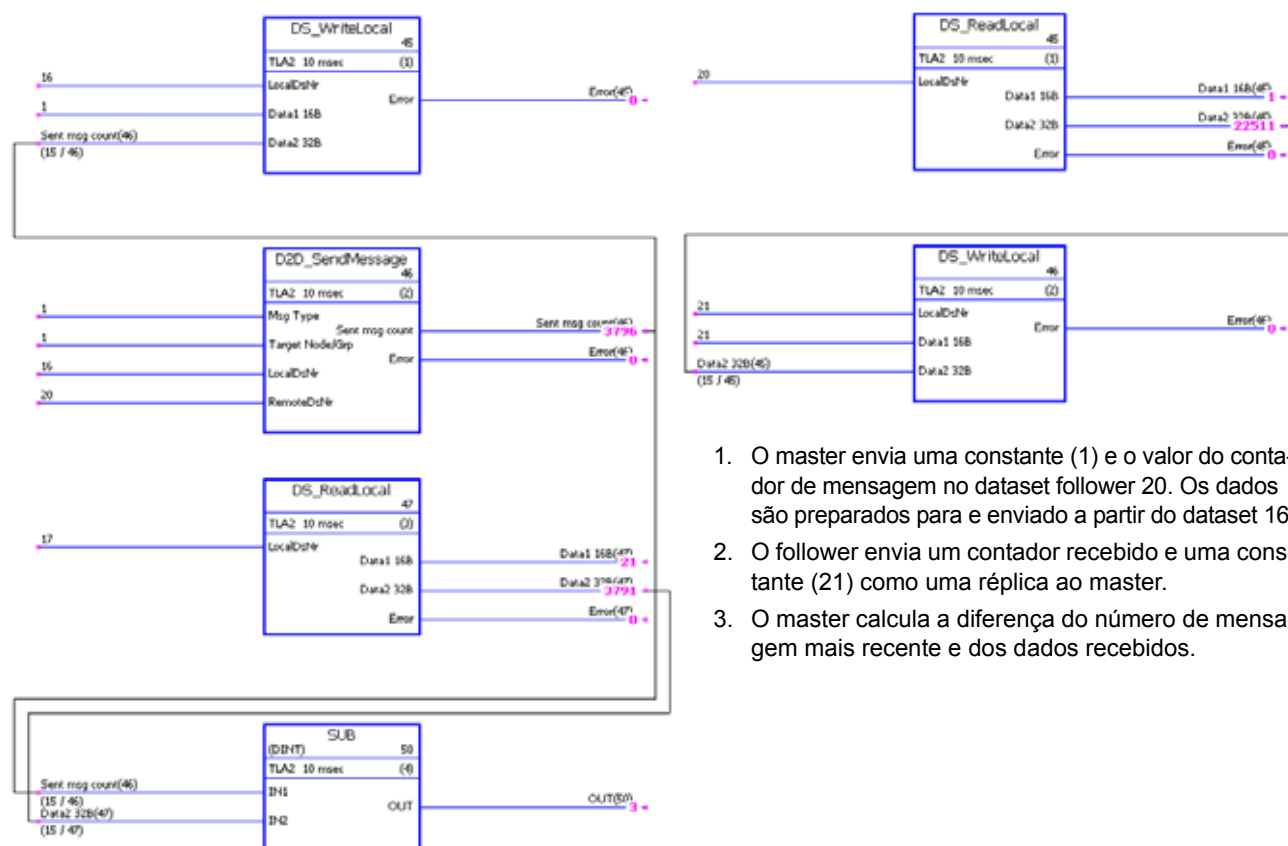 DS_WriteLocal
45
TLA2 10 msec (1)
16
LocalDsNr
1
Data1 16B
Error
Error(45)
0
Sent msg count(46)
(15 / 46)
Data2 32B
D2D_SendMessage
46
TLA2 10 msec (2)
1
Msg Type
Sent msg count
Sent msg count(46)
3796
1
Target Node/Grp
Error
Error(46)
0
16
LocalDsNr
20
RemoteDsNr
DS_ReadLocal
47
TLA2 10 msec (3)
17
LocalDsNr
Data1 16B
Data1 16B(47)
21
Data2 32B
Data2 32B(47)
3791
Error
Error(47)
0
SUB
(DINT) 50
TLA2 10 msec (4)
Sent msg count(46)
(15 / 46)
IN1
OUT
OUT(50)
3
Data2 32B(47)
(15 / 47)
IN2
DS_ReadLocal
45
TLA2 10 msec (1)
20
LocalDsNr
Data1 16B
Data1 16B(45)
1
Data2 32B
Data2 32B(45)
22511
Error
Error(45)
0
DS_WriteLocal
46
TLA2 10 msec (2)
21
LocalDsNr
Error
Error(46)
0
21
Data1 16B
Data2 32B(45)
(15 / 45)
Data2 32B
1. O master envia uma constante (1) e o valor do conta-
dor de mensagem no dataset follower 20. Os dados
são preparados para e enviado a partir do dataset 16
2. O follower envia um contador recebido e uma cons
tante (21) como uma réplica ao master.
3. O master calcula a diferença do número de mensa
gem mais recente e dos dados recebidos.